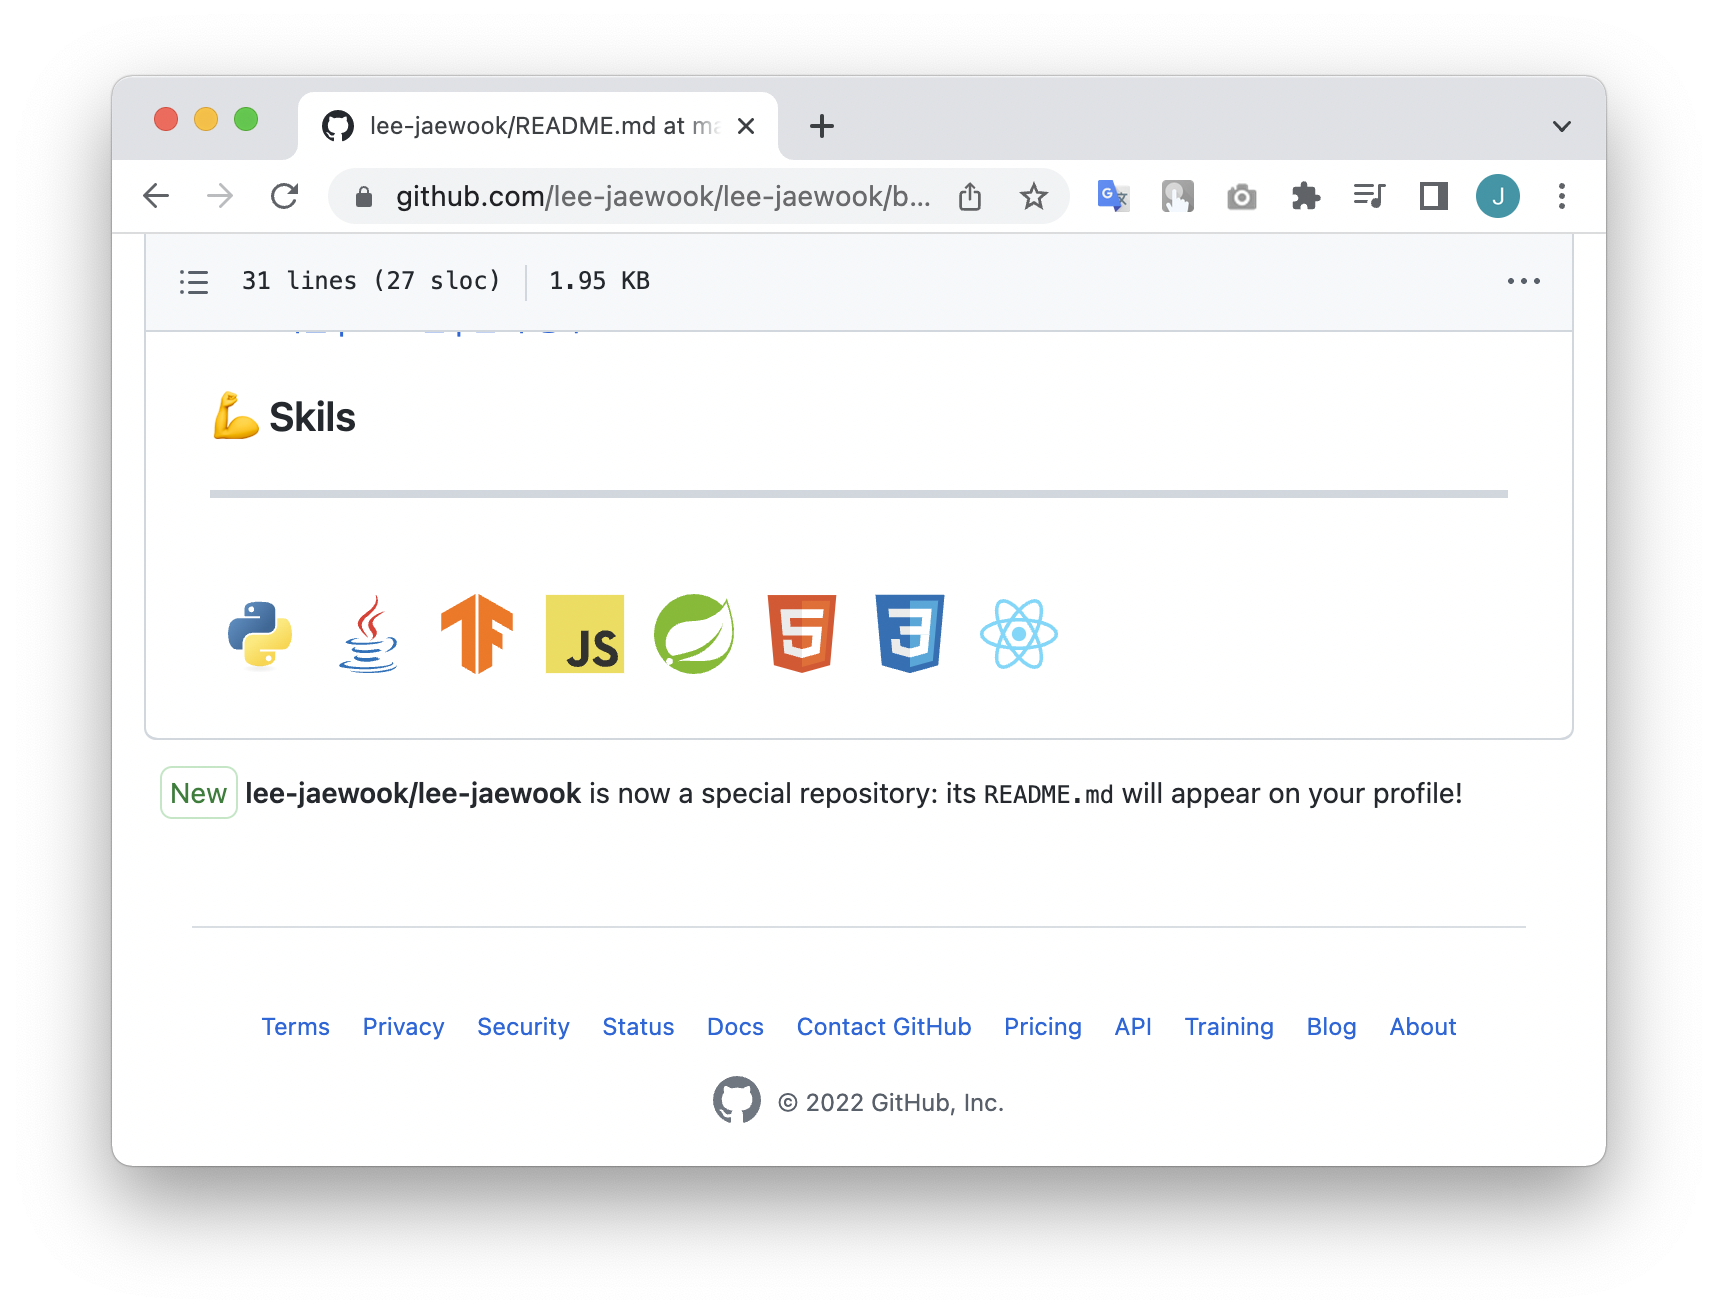 lee-jaewook/README.md at ma
github.com/lee-jaewook/lee-jaewook/b...
J
31 lines (27 sloc) 1.95 KB
Skils
JS
New lee-jaewook/lee-jaewook is now a special repository: its README.md will appear on your profile!
Terms Privacy Security Status Docs Contact GitHub Pricing API Training Blog About
© 2022 GitHub, Inc.